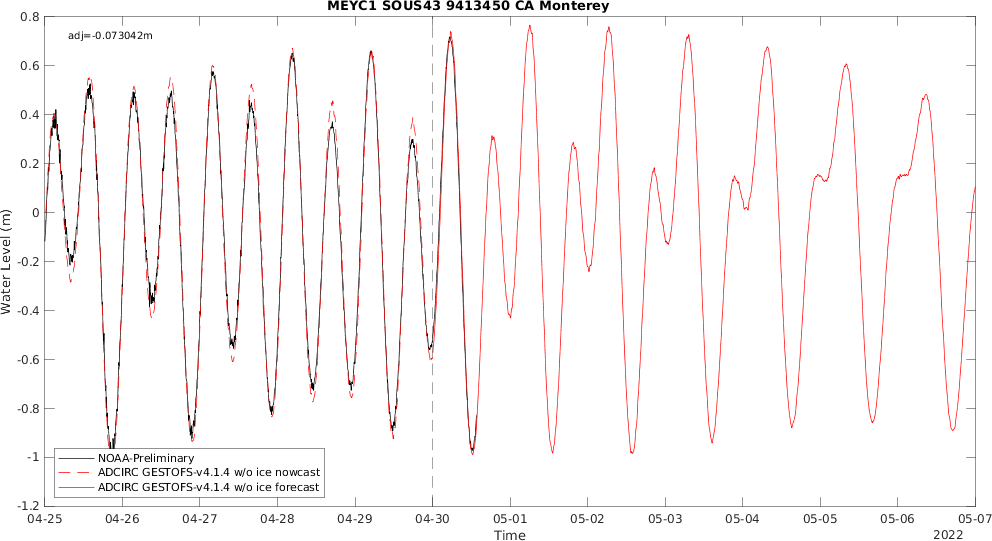 MEYC1 SOUS43 9413450 CA Monterey
adj=-0.073042m
0.8
0.6
0.4
0.2
0
-0.2
-0.4
-0.6
-0.8
-1
-1.2
Water Level (m)
NOAA-Preliminary
ADCIRC GESTOFS-v4.1.4 w/o ice nowcast
ADCIRC GESTOFS-v4.1.4 w/o ice forecast
04-25 04-26 04-27 04-28 04-29 04-30 05-01 05-02 05-03 05-04 05-05 05-06 05-07
Time
2022